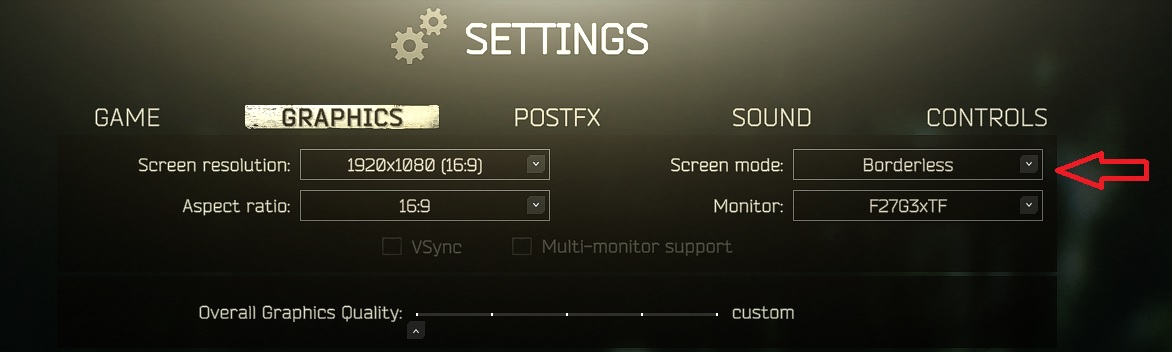 SETTINGS
GAME GRAPHICS POSTFX SOUND CONTROLS
Screen resolution: 1920x1080 (16:9) Screen mode: Borderless
Aspect ratio: 16:9 Monitor: F27G3xTF
VSync Multi-monitor support
Overall Graphics Quality: custom